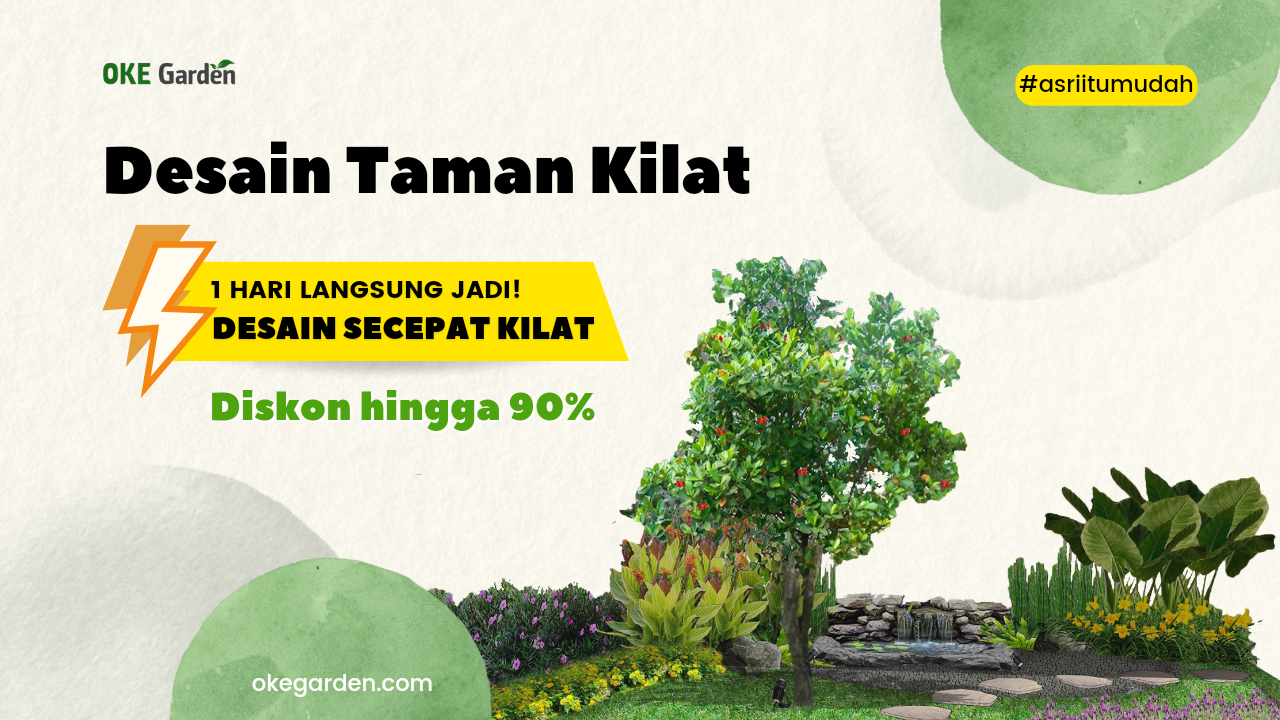 OKE Garden
#asriitumudah
Desain Taman Kilat
1 HARI LANGSUNG JADI!
DESAIN SECEPAT KILAT
Diskon hingga 90%
okegarden.com